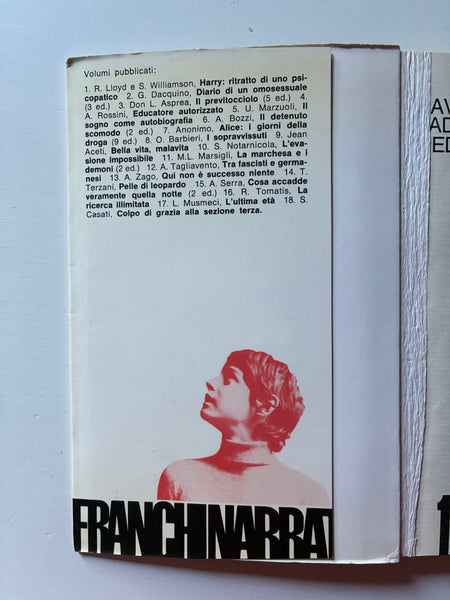 Volumi pubblicati:
1. R. Lloyd e S. Williamson, Harry: ritratto di uno psi-
copatico 2. G. Dacquino, Diario di un omosessuale
(3 ed.) 3. Don L. Asprea, Il previtocciolo (5 ed.) 4.
A. Rossini, Educatore autorizzato 5. U. Marzuoli, Il
sogno come autobiografia 6. A. Bozzi, Il detenuto
scomodo (2 ed.) 7. Anonimo, Alice: i giorni della
droga (9 ed.) 8. O. Barbieri, I sopravvissuti 9. Jean
Aceti, Bella vita, malavita 10. S. Notarnicola, L'eva-
sione impossibile 11. M.L. Marsigli, La marchesa e i
demoni (2 ed.) 12. A. Tagliavento, Tra fascisti e germa-
nesi 13. A. Zago, Qui non è successo niente 14. T.
Terzani, Pelle di leopardo 15. A. Serra, Cosa accadde
veramente quella notte (2 ed.) 16. R. Tomatis, La
ricerca illimitata 17. L. Musmeci, L'ultima età 18. S.
Casati, Colpo di grazia alla sezione terza.
FRANCHINARRAT
AV
AD
ED
1